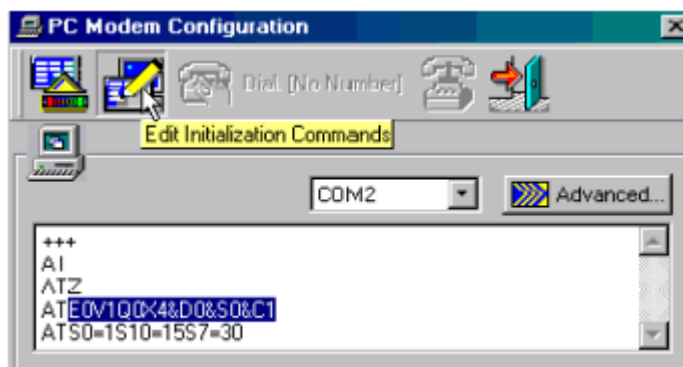 PC Modem Configuration
Dial: [No Number]
Edit Initialization Commands
COM2
Advanced...
+++
AT
ATZ
ATE0V1Q0X4&D0&S0&C1
ATS0=1S10=15S7=30